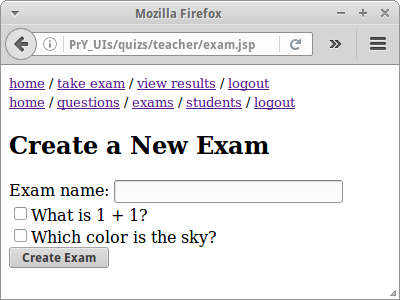 Mozilla Firefox
PrY_UIs/quizs/teacher/exam.jsp
home / take exam / view results / logout
home / questions / exams / students / logout
Create a New Exam
Exam name:
What is 1 + 1?
Which color is the sky?
Create Exam